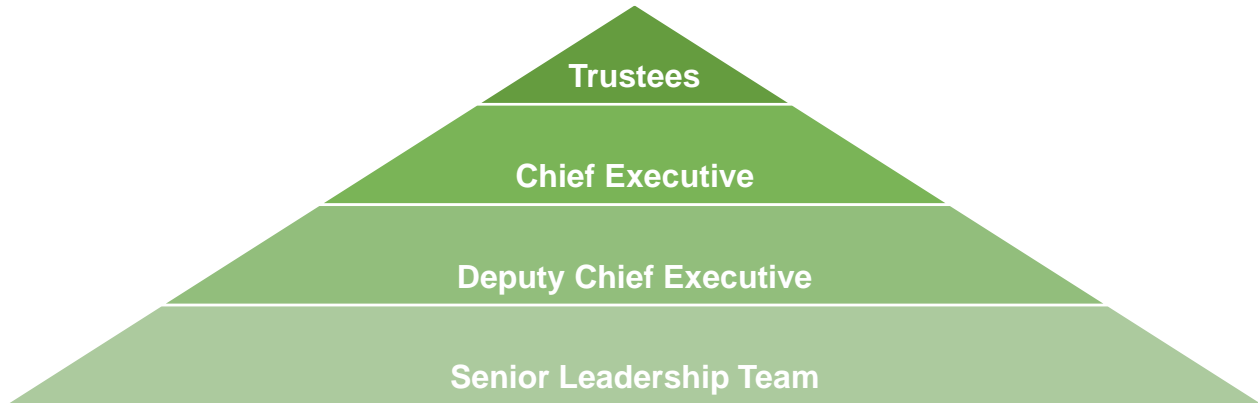 Trustees
Chief Executive
Deputy Chief Executive
Senior Leadership Team